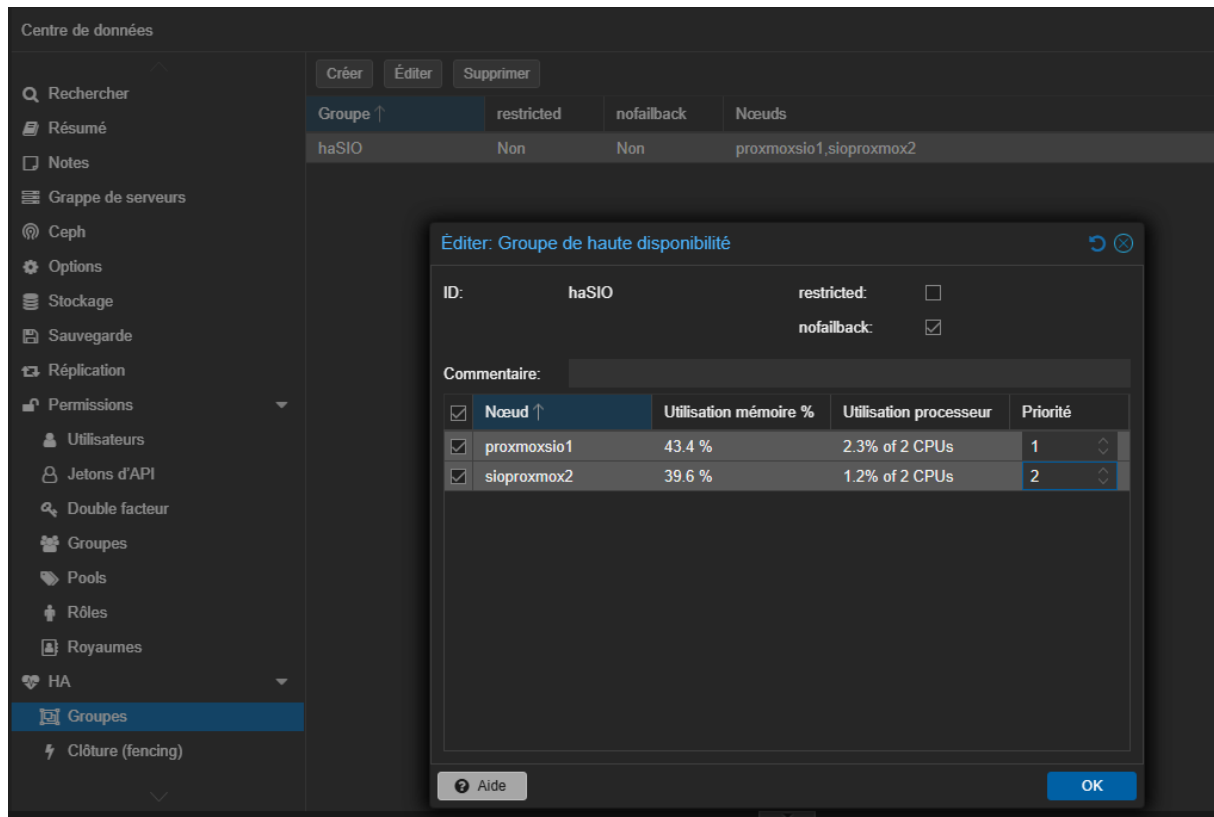 Centre de données
Rechercher
Résumé
Notes
Grappe de serveurs
Ceph
Options
Stockage
Sauvegarde
Réplication
Permissions
Utilisateurs
Jetons d'API
Double facteur
Groupes
Pools
Rôles
Royaumes
HA
Groupes
Clôture (fencing)
Créer Éditer Supprimer
Groupe restricted nofailback Nœuds
haSIO Non Non proxmoxsio1,sioproxmox2
Éditer: Groupe de haute disponibilité
ID: haSIO restricted:
nofailback:
Commentaire:
Nœud Utilisation mémoire % Utilisation processeur Priorité
proxmoxsio1 43.4 % 2.3% of 2 CPUs 1
sioproxmox2 39.6 % 1.2% of 2 CPUs 2
Aide OK